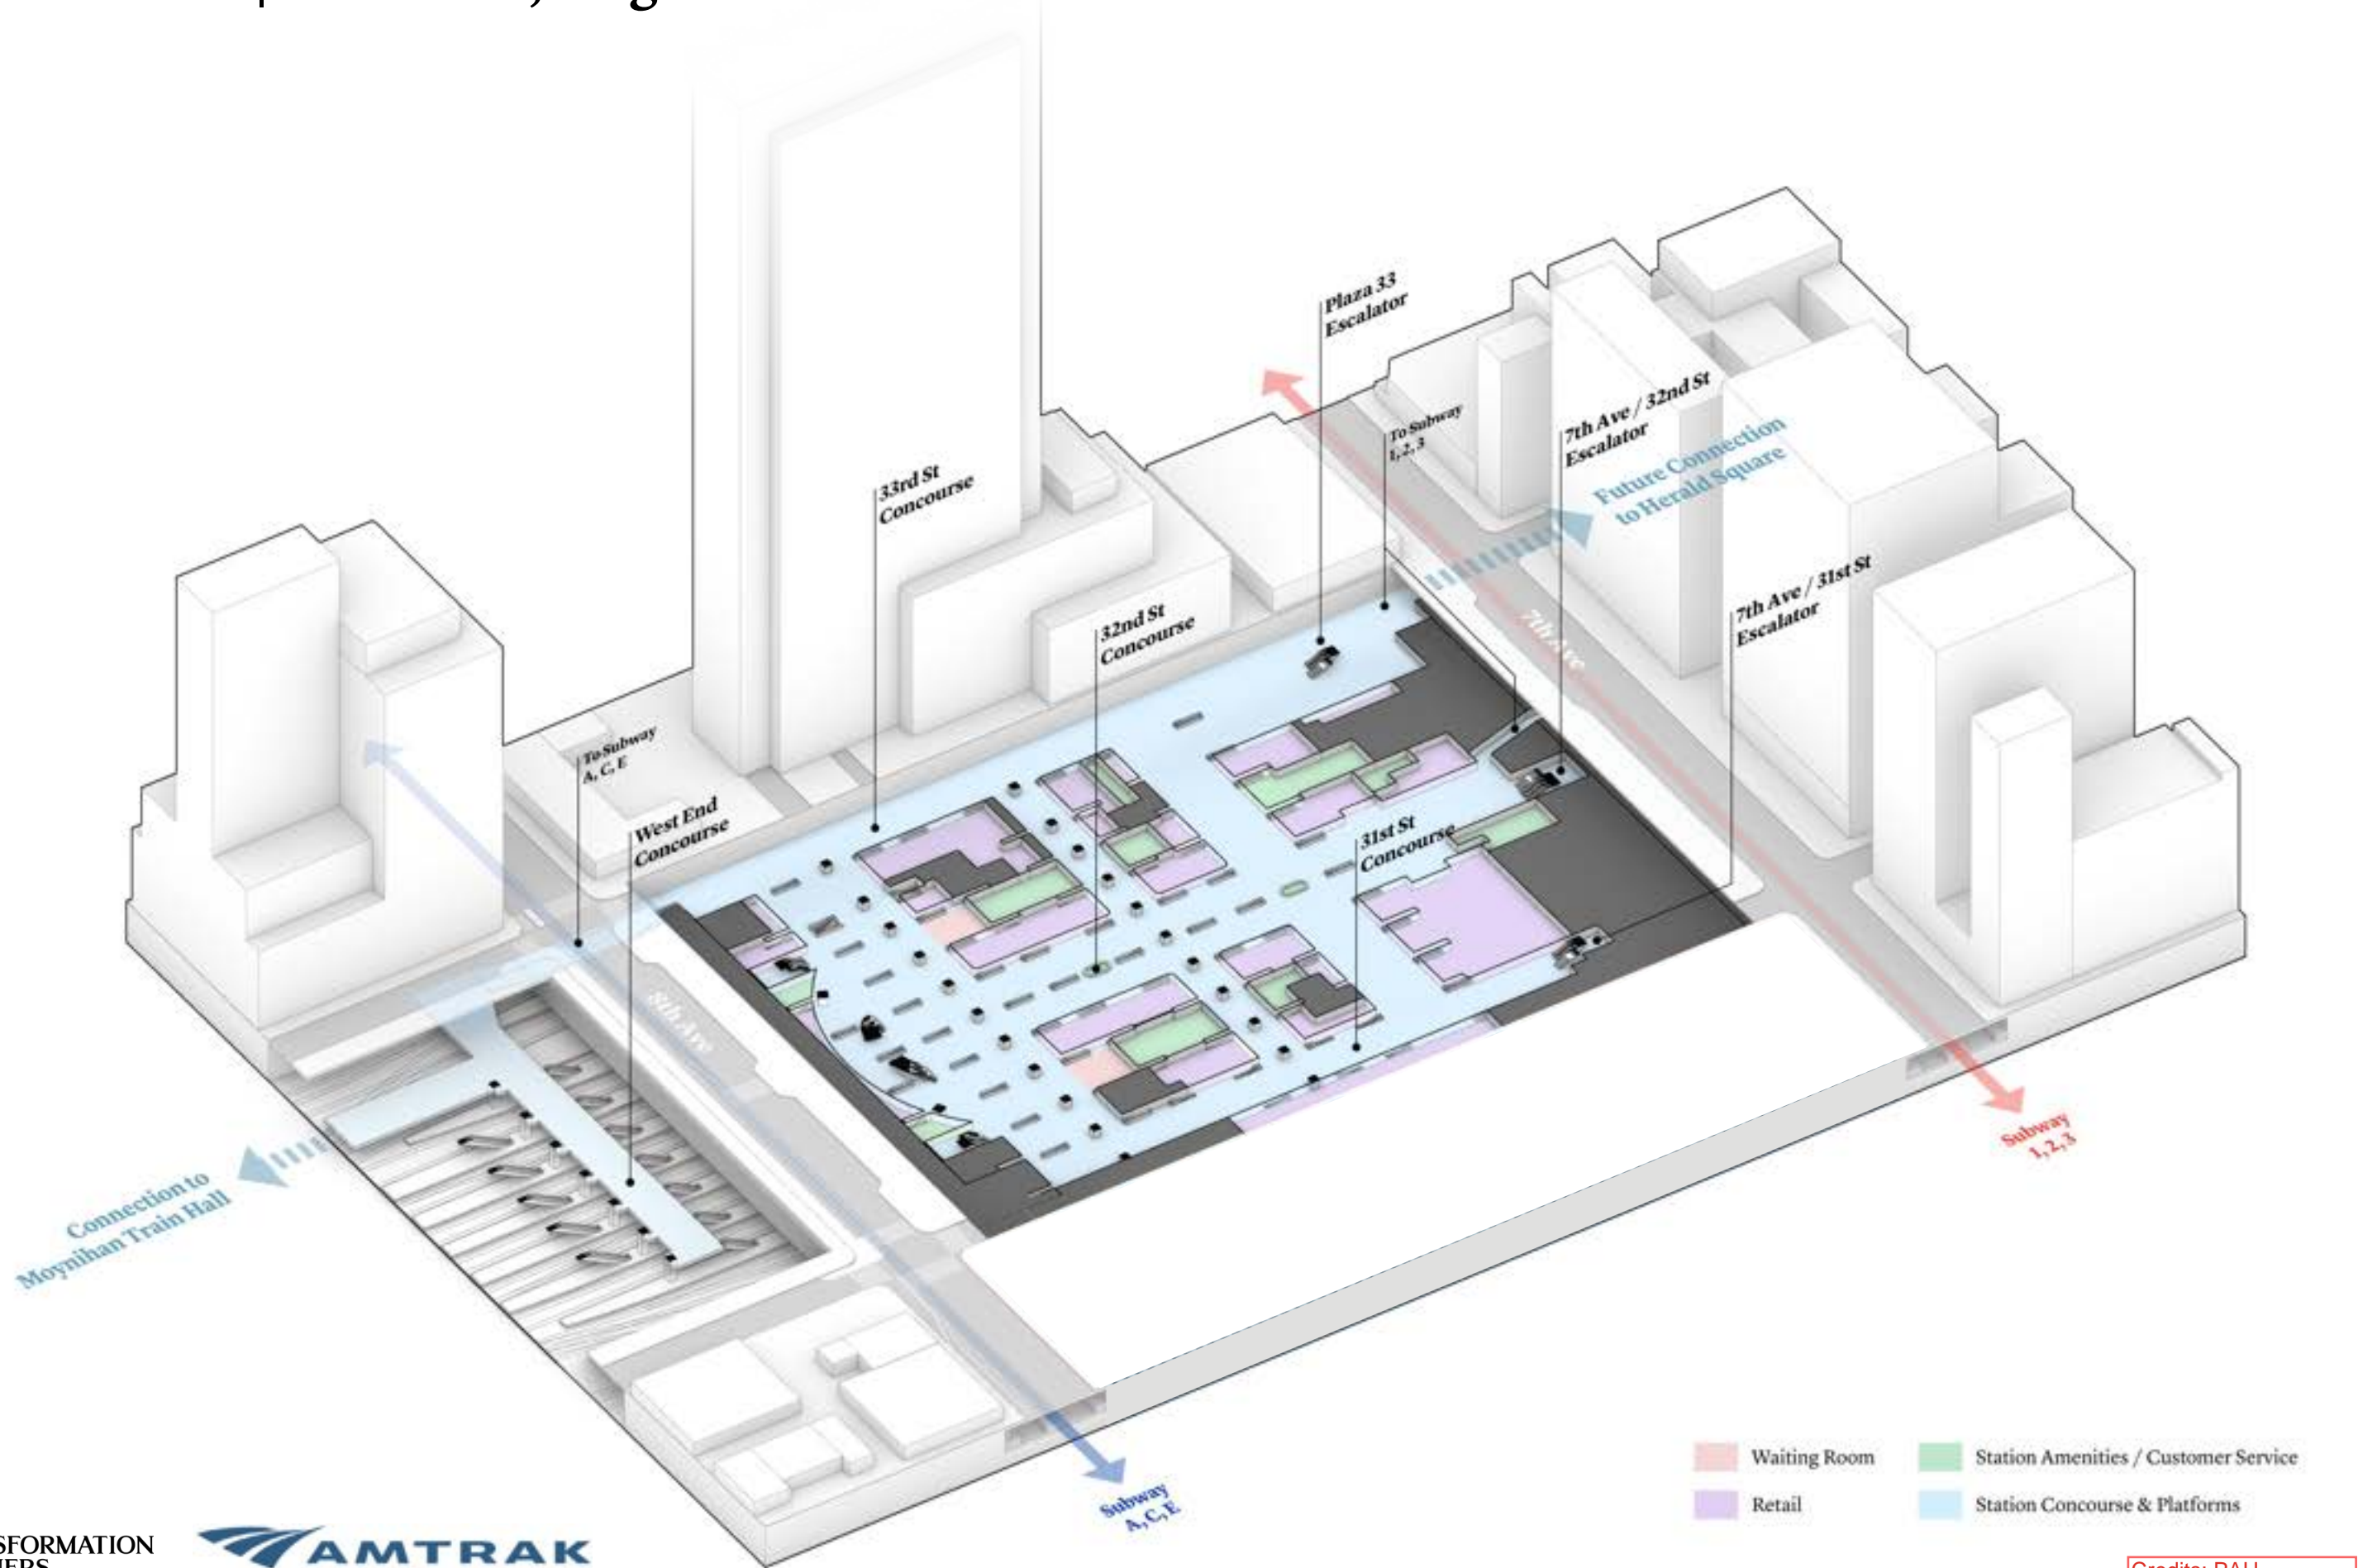 Plaza 33
Escalator
To Subway
1, 2, 3
7th Ave / 32nd St
Escalator
Future Connection
to Herald Square
33rd St
Concourse
32nd St
Concourse
7th Ave / 31st St
Escalator
7th Ave
To Subway
A, C, E
West End
Concourse
31st St
Concourse
8th Ave
Connection to
Moynihan Train Hall
Subway
1, 2, 3
Subway
A, C, E
Waiting Room
Station Amenities / Customer Service
Retail
Station Concourse & Platforms
AMTRAK